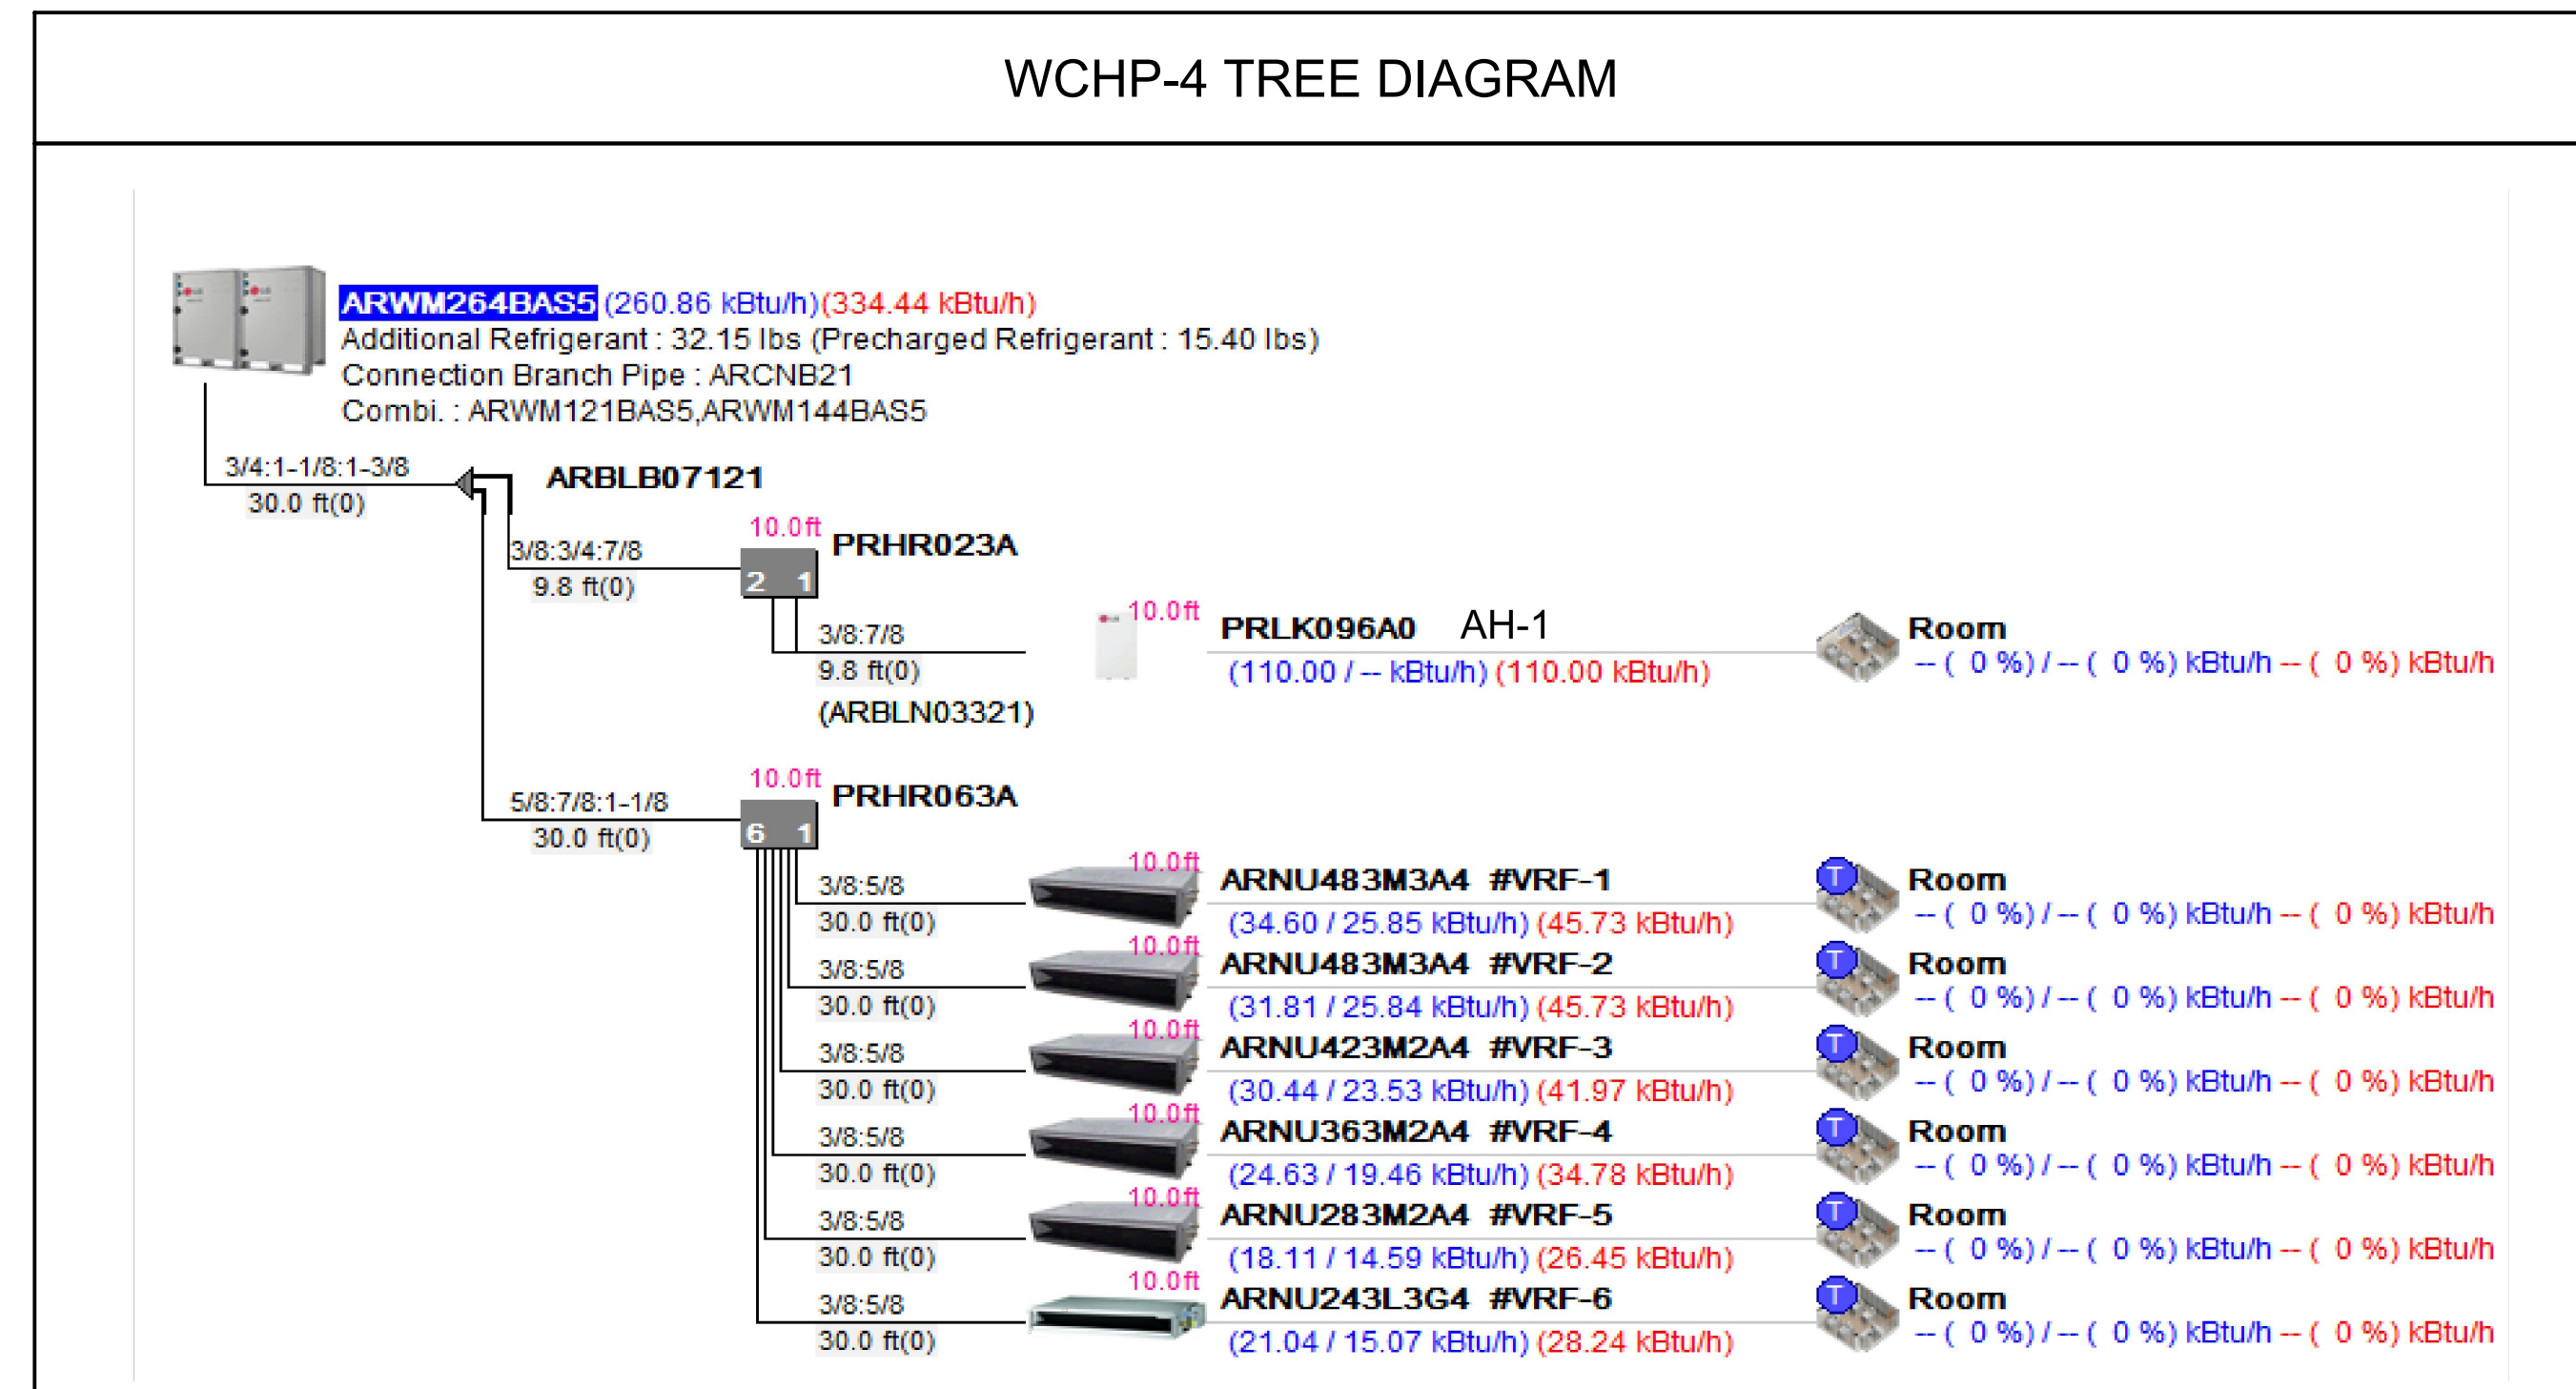 WCHP-4 TREE DIAGRAM
ARWM264BAS5 (260.86 kBtu/h)(334.44 kBtu/h)
Additional Refrigerant : 32.15 lbs (Precharged Refrigerant : 15.40 lbs)
Connection Branch Pipe : ARCNB21
Combi. : ARWM121BAS5,ARWM144BAS5
3/4:1-1/8:1-3/8
30.0 ft(0)
ARBLB07121
10.0ft
PRHR023A
3/8:3/4:7/8
9.8 ft(0)
2 1
3/8:7/8
9.8 ft(0)
(ARBLN03321)
10.0ft
PRLK096A0 AH-1
(110.00 / -- kBtu/h) (110.00 kBtu/h)
Room
-- ( 0 %) / -- ( 0 %) kBtu/h -- ( 0 %) kBtu/h
10.0ft
PRHR063A
5/8:7/8:1-1/8
30.0 ft(0)
6 1
3/8:5/8
30.0 ft(0)
10.0ft
ARNU483M3A4 #VRF-1
(34.60 / 25.85 kBtu/h) (45.73 kBtu/h)
T
Room
-- ( 0 %) / -- ( 0 %) kBtu/h -- ( 0 %) kBtu/h
3/8:5/8
30.0 ft(0)
10.0ft
ARNU483M3A4 #VRF-2
(31.81 / 25.84 kBtu/h) (45.73 kBtu/h)
T
Room
-- ( 0 %) / -- ( 0 %) kBtu/h -- ( 0 %) kBtu/h
3/8:5/8
30.0 ft(0)
10.0ft
ARNU423M2A4 #VRF-3
(30.44 / 23.53 kBtu/h) (41.97 kBtu/h)
T
Room
-- ( 0 %) / -- ( 0 %) kBtu/h -- ( 0 %) kBtu/h
3/8:5/8
30.0 ft(0)
10.0ft
ARNU363M2A4 #VRF-4
(24.63 / 19.46 kBtu/h) (34.78 kBtu/h)
T
Room
-- ( 0 %) / -- ( 0 %) kBtu/h -- ( 0 %) kBtu/h
3/8:5/8
30.0 ft(0)
10.0ft
ARNU283M2A4 #VRF-5
(18.11 / 14.59 kBtu/h) (26.45 kBtu/h)
T
Room
-- ( 0 %) / -- ( 0 %) kBtu/h -- ( 0 %) kBtu/h
3/8:5/8
30.0 ft(0)
10.0ft
ARNU243L3G4 #VRF-6
(21.04 / 15.07 kBtu/h) (28.24 kBtu/h)
T
Room
-- ( 0 %) / -- ( 0 %) kBtu/h -- ( 0 %) kBtu/h